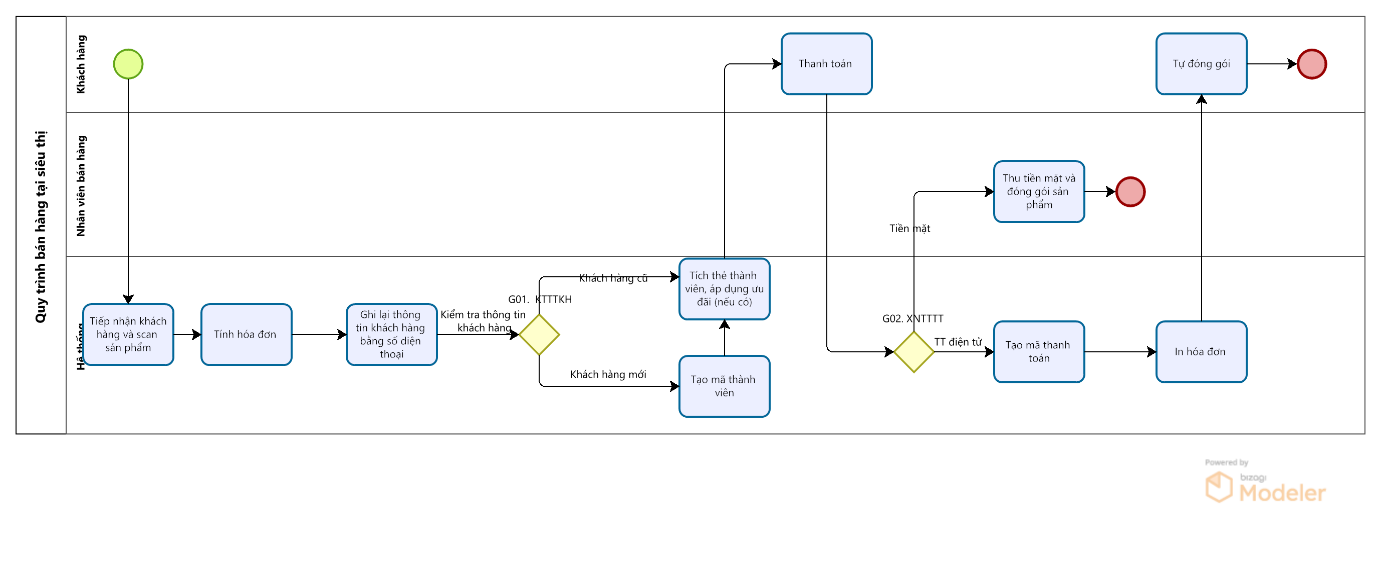 Quy trình bán hàng tại siêu thị
Khách hàng
Thanh toán
Tự đóng gói
Nhân viên bán hàng
Thu tiền mặt và
đóng gói sản
phẩm
Tiền mặt
Hệ thống
Tiếp nhận khách
hàng và scan
sản phẩm
Tính hóa đơn
Ghi lại thông
tin khách hàng
bằng số điện
thoại
Kiểm tra thông tin
khách hàng
G01. KTTTKH
Khách hàng cũ
Khách hàng mới
Tích thẻ thành
viên, áp dụng ưu
đãi (nếu có)
Tạo mã thành
viên
G02. XNTTTT
TT điện tử
Tạo mã thanh
toán
In hóa đơn
Powered by
bizagi
Modeler